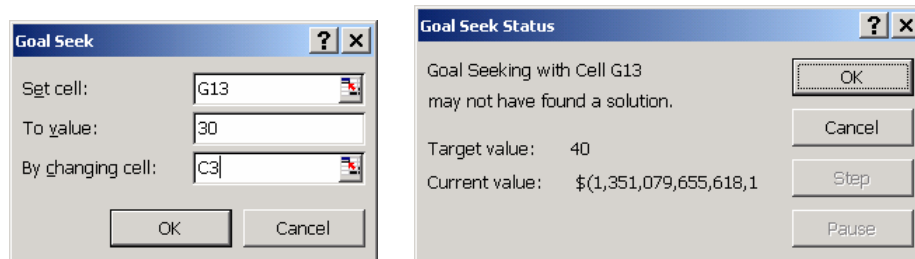 Goal Seek
Set cell: G13
To value: 30
By changing cell: C3
OK Cancel
Goal Seek Status
Goal Seeking with Cell G13
may not have found a solution.
Target value: 40
Current value: $(1,351,079,655,618,1
OK
Cancel
Step
Pause